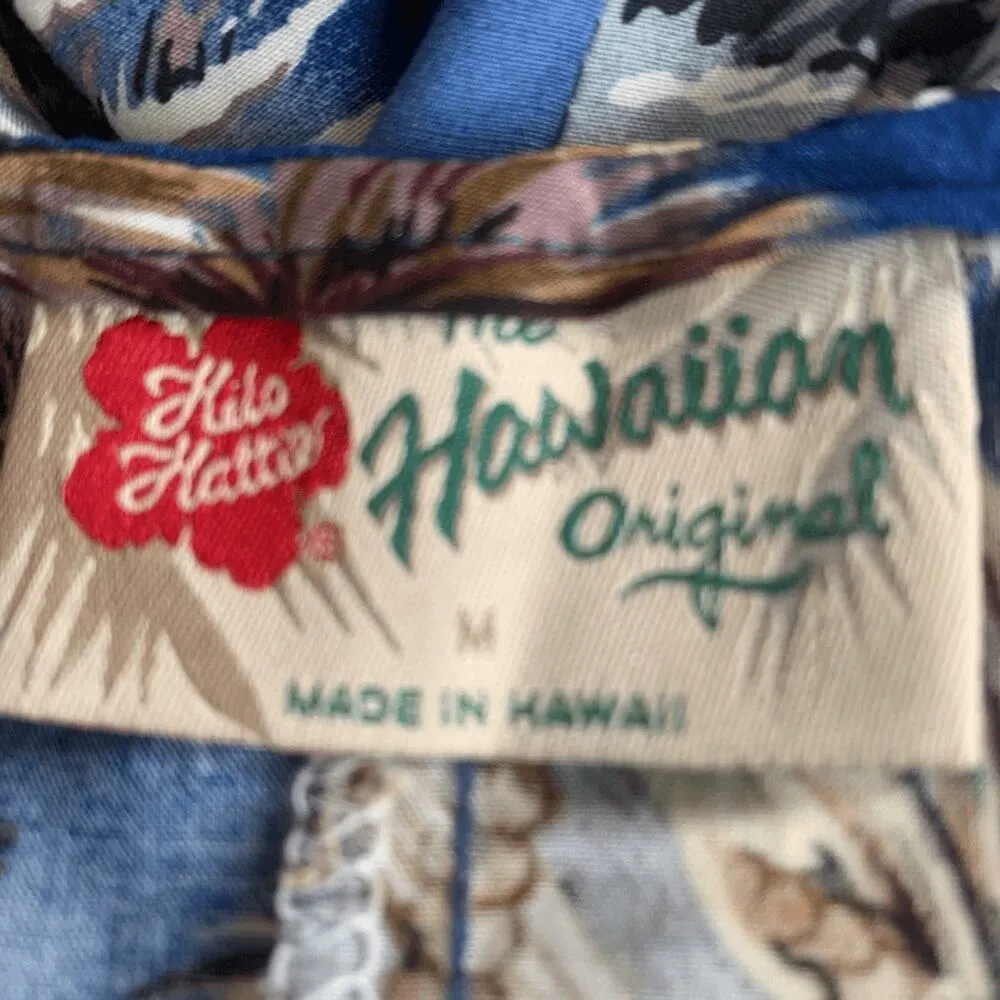 Hilo
Hattie
®
The
Hawaiian
Original
M
MADE IN HAWAII